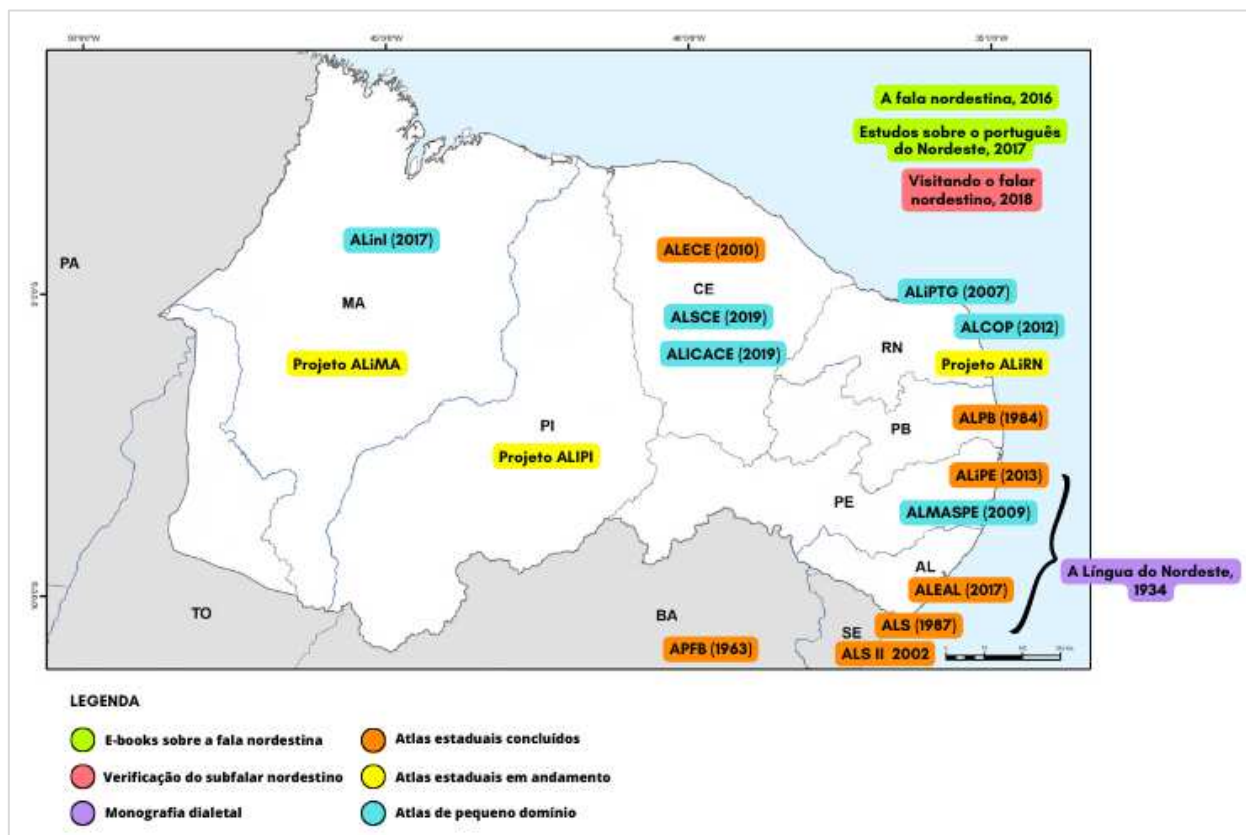 A fala nordestina, 2016
Estudos sobre o português
do Nordeste, 2017
Visitando o falar
nordestino, 2018
ALinI (2017)
ALECE (2010)
PA
MA
CE
ALiPTG (2007)
ALSCE (2019)
ALCOP (2012)
ALICACE (2019)
RN
Projeto ALiMA
Projeto ALiRN
ALPB (1984)
PI
PB
Projeto ALIPI
ALiPE (2013)
PE
ALMASPE (2009)
AL
A Língua do Nordeste,
1934
ALEAL (2017)
TO
BA
ALS (1987)
SE
APFB (1963)
ALS II 2002
LEGENDA
E-books sobre a fala nordestina
Atlas estaduais concluídos
Verificação do subfalar nordestino
Atlas estaduais em andamento
Monografia dialetal
Atlas de pequeno domínio